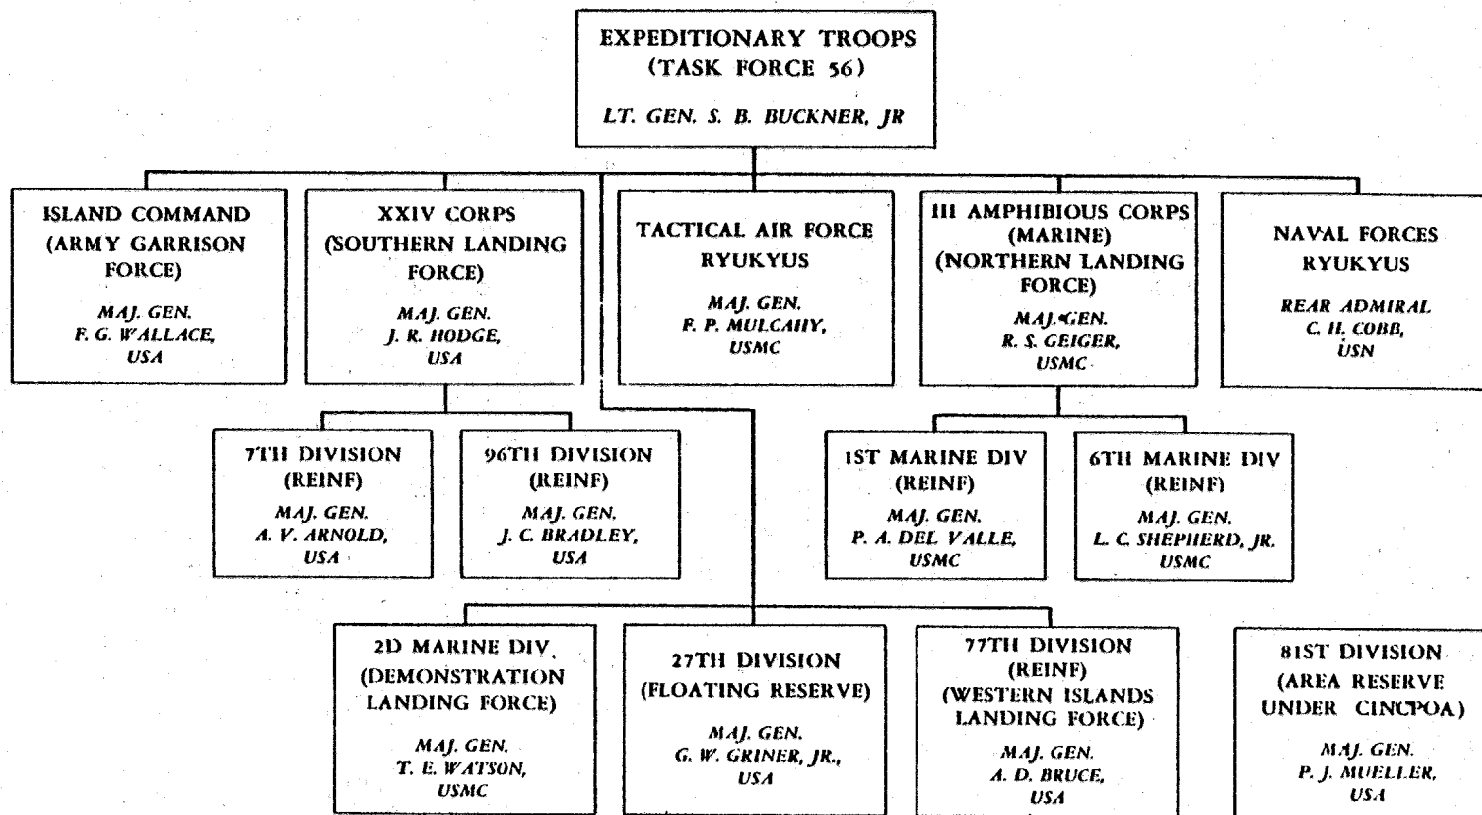 EXPEDITIONARY TROOPS
(TASK FORCE 56)
LT. GEN. S. B. BUCKNER, JR
ISLAND COMMAND
(ARMY GARRISON
FORCE)
MAJ. GEN.
F. G. WALLACE,
USA
XXIV CORPS
(SOUTHERN LANDING
FORCE)
MAJ. GEN.
J. R. HODGE,
USA
TACTICAL AIR FORCE
RYUKYUS
MAJ. GEN.
F. P. MULCAHY,
USMC
III AMPHIBIOUS CORPS
(MARINE)
(NORTHERN LANDING
FORCE)
MAJ. GEN.
R. S. GEIGER,
USMC
NAVAL FORCES
RYUKYUS
REAR ADMIRAL
C. H. COBB,
USN
7TH DIVISION
(REINF)
MAJ. GEN.
A. V. ARNOLD,
USA
96TH DIVISION
(REINF)
MAJ. GEN.
J. C. BRADLEY,
USA
1ST MARINE DIV
(REINF)
MAJ. GEN.
P. A. DEL VALLE,
USMC
6TH MARINE DIV
(REINF)
MAJ. GEN.
L. C. SHEPHERD, JR.
USMC
2D MARINE DIV.
(DEMONSTRATION
LANDING FORCE)
MAJ. GEN.
T. E. WATSON,
USMC
27TH DIVISION
(FLOATING RESERVE)
MAJ. GEN.
G. W. GRINER, JR.,
USA
77TH DIVISION
(REINF)
(WESTERN ISLANDS
LANDING FORCE)
MAJ. GEN.
A. D. BRUCE,
USA
81ST DIVISION
(AREA RESERVE
UNDER CINCPOA)
MAJ. GEN.
P. J. MUELLER,
USA